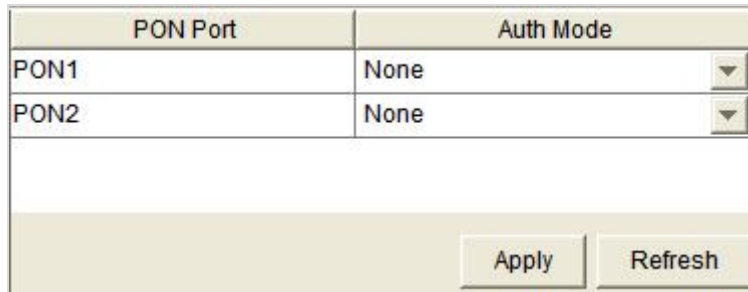 PON Port Auth Mode
PON1 None
PON2 None
Apply Refresh